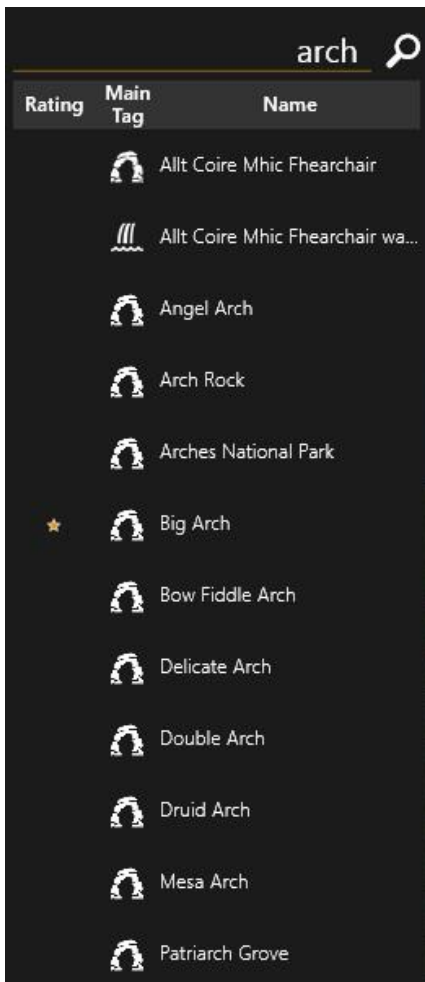 arch
Rating Main Tag Name
Allt Coire Mhic Fhearchair
Allt Coire Mhic Fhearchair wa...
Angel Arch
Arch Rock
Arches National Park
Big Arch
Bow Fiddle Arch
Delicate Arch
Double Arch
Druid Arch
Mesa Arch
Patriarch Grove